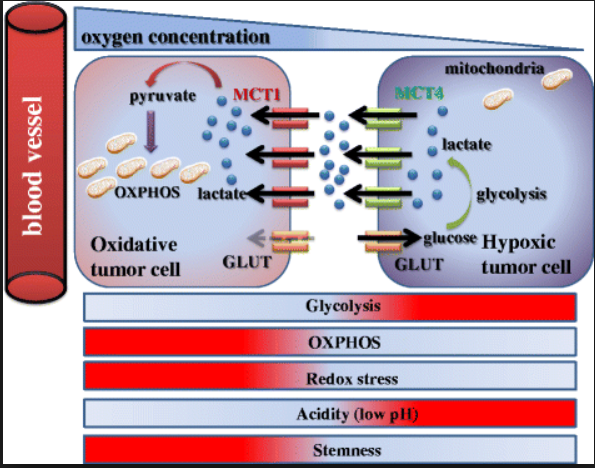 blood vessel
oxygen concentration
pyruvate
MCT1
OXPHOS
lactate
Oxidative
tumor cell
GLUT
mitochondria
MCT4
lactate
glycolysis
glucose
Hypoxic
tumor cell
GLUT
Glycolysis
OXPHOS
Redox stress
Acidity (low pH)
Stemness